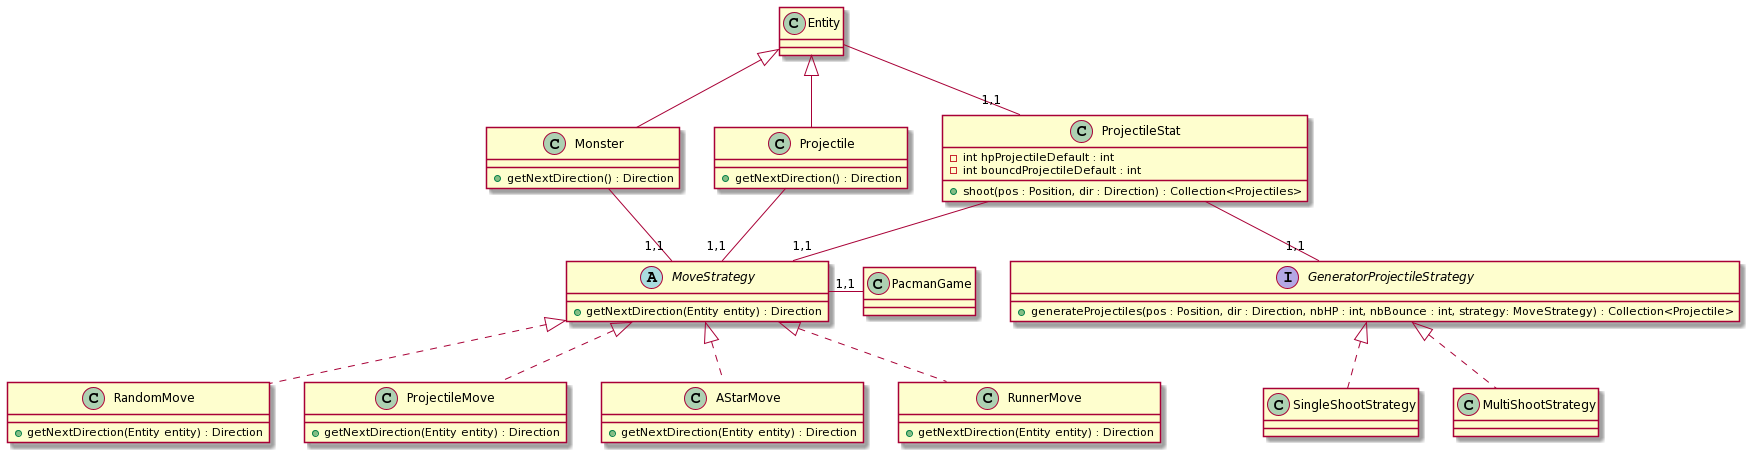 C Entity
1,1
C Monster
getNextDirection() : Direction
C Projectile
getNextDirection() : Direction
C ProjectileStat
int hpProjectileDefault : int
int bouncdProjectileDefault : int
shoot(pos : Position, dir : Direction) : Collection<Projectiles>
1,1
1,1
1,1
1,1
A MoveStrategy
getNextDirection(Entity entity) : Direction
1,1
C PacmanGame
I GeneratorProjectileStrategy
generateProjectiles(pos : Position, dir : Direction, nbHP : int, nbBounce : int, strategy: MoveStrategy) : Collection<Projectile>
C RandomMove
getNextDirection(Entity entity) : Direction
C ProjectileMove
getNextDirection(Entity entity) : Direction
C AStarMove
getNextDirection(Entity entity) : Direction
C RunnerMove
getNextDirection(Entity entity) : Direction
C SingleShootStrategy
C MultiShootStrategy